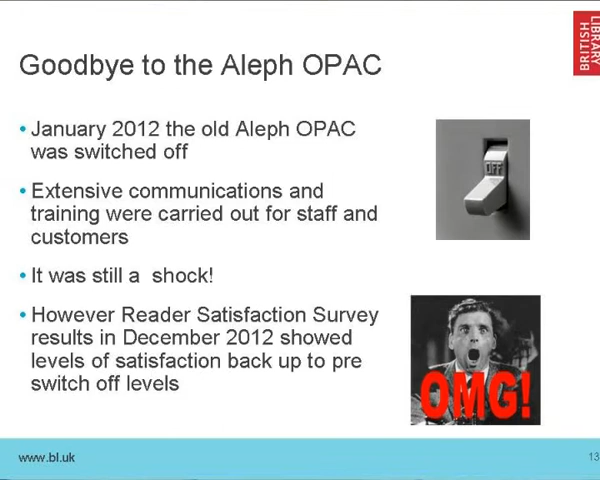 BRITISH
LIBRARY
Goodbye to the Aleph OPAC
• January 2012 the old Aleph OPAC
was switched off
OFF
• Extensive communications and
training were carried out for staff and
customers
• It was still a  shock!
• However Reader Satisfaction Survey
results in December 2012 showed
levels of satisfaction back up to pre
switch off levels
OMG!
www.bl.uk
13